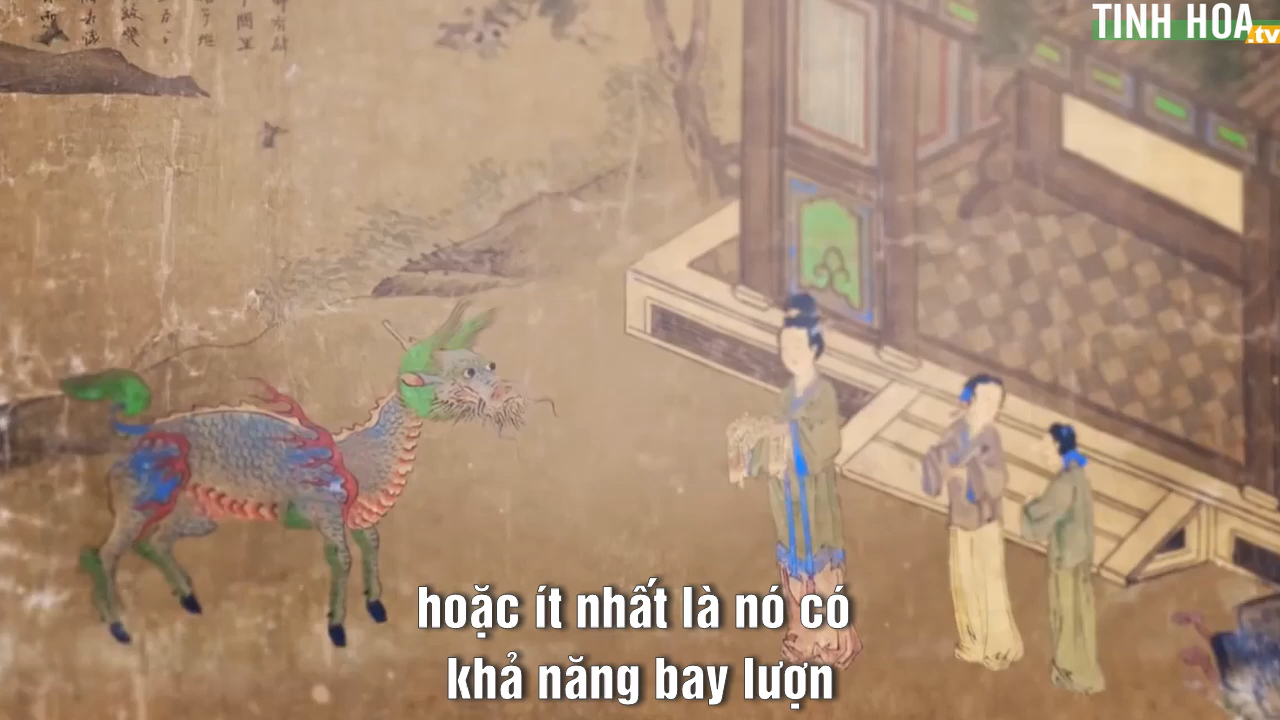 TINH HOA
.tv
hoặc ít nhất là nó có
khả năng bay lượn